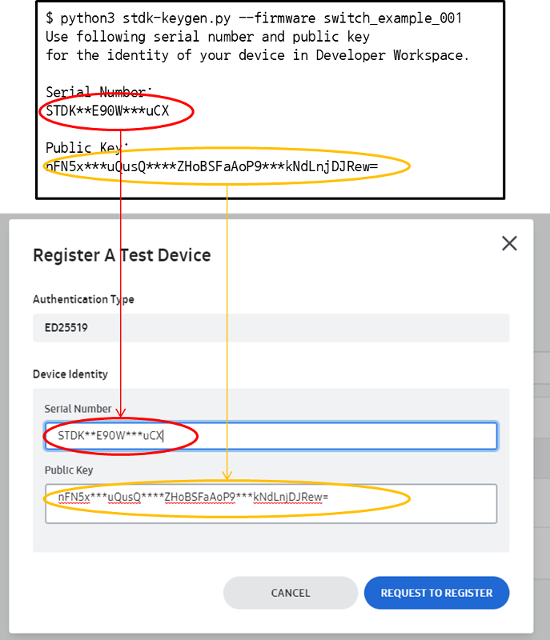 $ python3 stdk-keygen.py --firmware switch_example_001
Use following serial number and public key
for the identity of your device in Developer Workspace.
Serial Number:
STDK**E90W***uCX
Public Key:
nFN5x***uQusQ****ZHoBSFaAoP9***kNdLnjDJRew=
Register A Test Device
Authentication Type
ED25519
Device Identity
Serial Number
STDK**E90W***uCX
Public Key
nFN5x***uQusQ****ZHoBSFaAoP9***kNdLnjDJRew=
CANCEL
REQUEST TO REGISTER